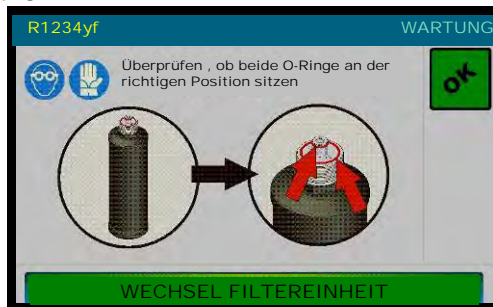 R1234yf WARTUNG
Überprüfen , ob beide O-Ringe an der
richtigen Position sitzen
OK
WECHSEL FILTEREINHEIT